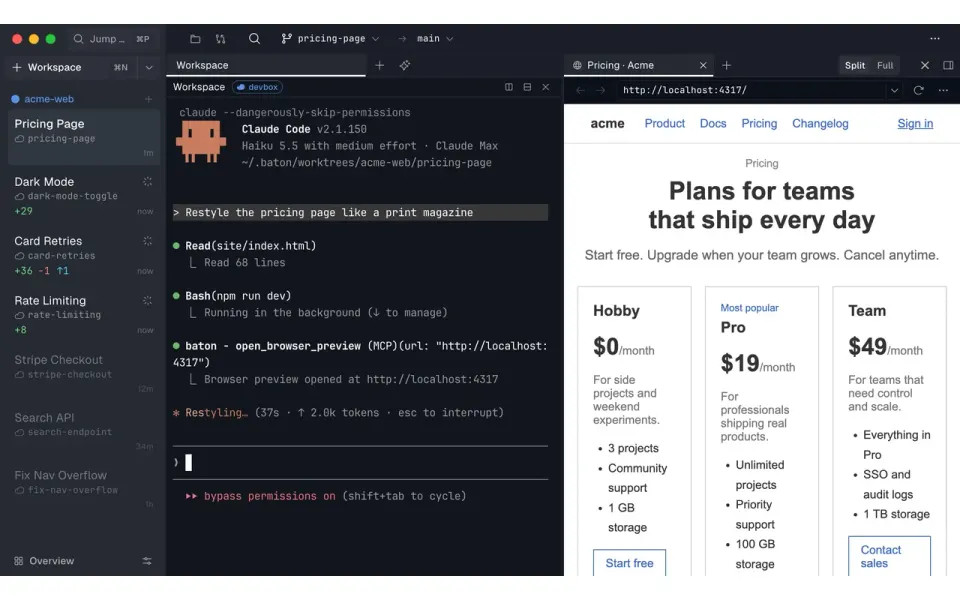 Jump… ⌘P
pricing-page → main
+ Workspace ⌘N
acme-web +
Pricing Page
pricing-page
1m
Dark Mode
dark-mode-toggle
+29 now
Card Retries
card-retries
+36 -1 ↑1 now
Rate Limiting
rate-limiting
+8 now
Stripe Checkout
stripe-checkout
12m
Search API
search-endpoint
34m
Fix Nav Overflow
fix-nav-overflow
1h
Overview
Workspace
Workspace devbox
claude --dangerously-skip-permissions
Claude Code v2.1.150
Haiku 5.5 with medium effort · Claude Max
~/.baton/worktrees/acme-web/pricing-page
> Restyle the pricing page like a print magazine
Read(site/index.html)
Read 68 lines
Bash(npm run dev)
Running in the background (↓ to manage)
baton - open_browser_preview (MCP)(url: "http://localhost:
4317")
Browser preview opened at http://localhost:4317
* Restyling… (37s · ↑ 2.0k tokens · esc to interrupt)
❯
▸▸ bypass permissions on (shift+tab to cycle)
Pricing · Acme
Split Full
http://localhost:4317/
acme Product Docs Pricing Changelog Sign in
Pricing
Plans for teams
that ship every day
Start free. Upgrade when your team grows. Cancel anytime.
Hobby
$0/month
For side
projects and
weekend
experiments.
• 3 projects
• Community
support
• 1 GB
storage
Start free
Most popular
Pro
$19/month
For
professionals
shipping real
products.
• Unlimited
projects
• Priority
support
• 100 GB
storage
Team
$49/month
For teams that
need control
and scale.
• Everything in
Pro
• SSO and
audit logs
• 1 TB storage
Contact
sales